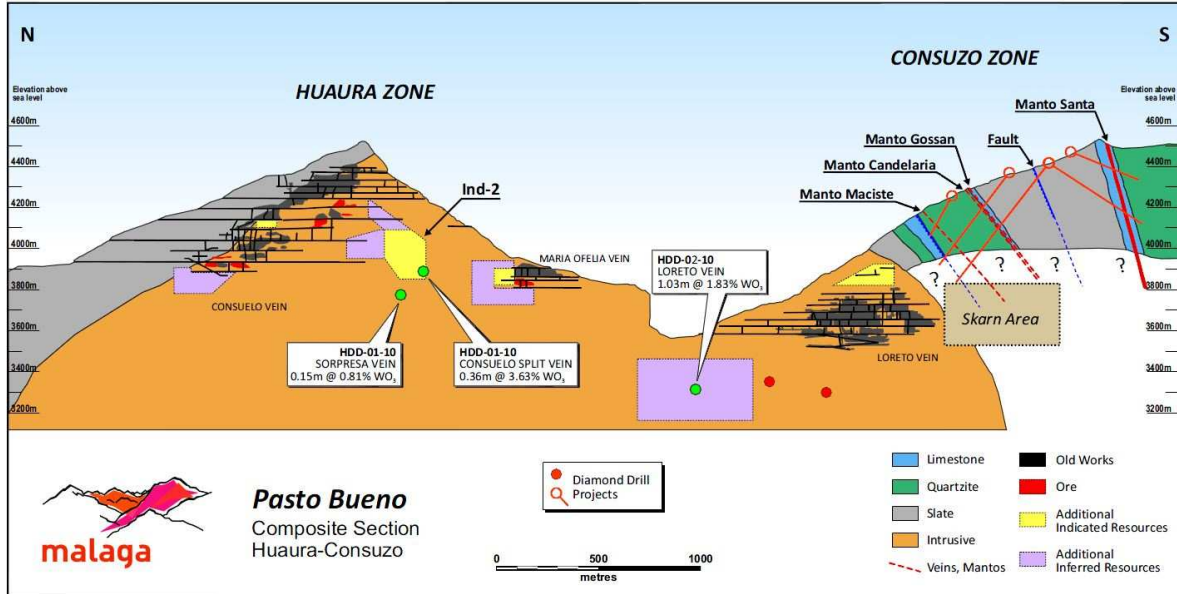 N
S
CONSUZO ZONE
HUAURA ZONE
Elevation above
sea level
4600m
4400m
4200m
4000m
3800m
3600m
3400m
3200m
Elevation above
sea level
4600m
4400m
4200m
4000m
3800m
3600m
3400m
3200m
Manto Santa
Manto Gossan
Fault
Manto Candelaria
Manto Maciste
Ind-2
CONSUELO VEIN
MARIA OFELIA VEIN
HDD-02-10
LORETO VEIN
1.03m @ 1.83% WO₃
HDD-01-10
SORPRESA VEIN
0.15m @ 0.81% WO₃
HDD-01-10
CONSUELO SPLIT VEIN
0.36m @ 3.63% WO₃
LORETO VEIN
? ? ? ? ?
Skarn Area
malaga
Pasto Bueno
Composite Section
Huaura-Consuzo
Diamond Drill
Projects
0 500 1000
metres
Limestone
Quartzite
Slate
Intrusive
Veins, Mantos
Old Works
Ore
Additional
Indicated Resources
Additional
Inferred Resources